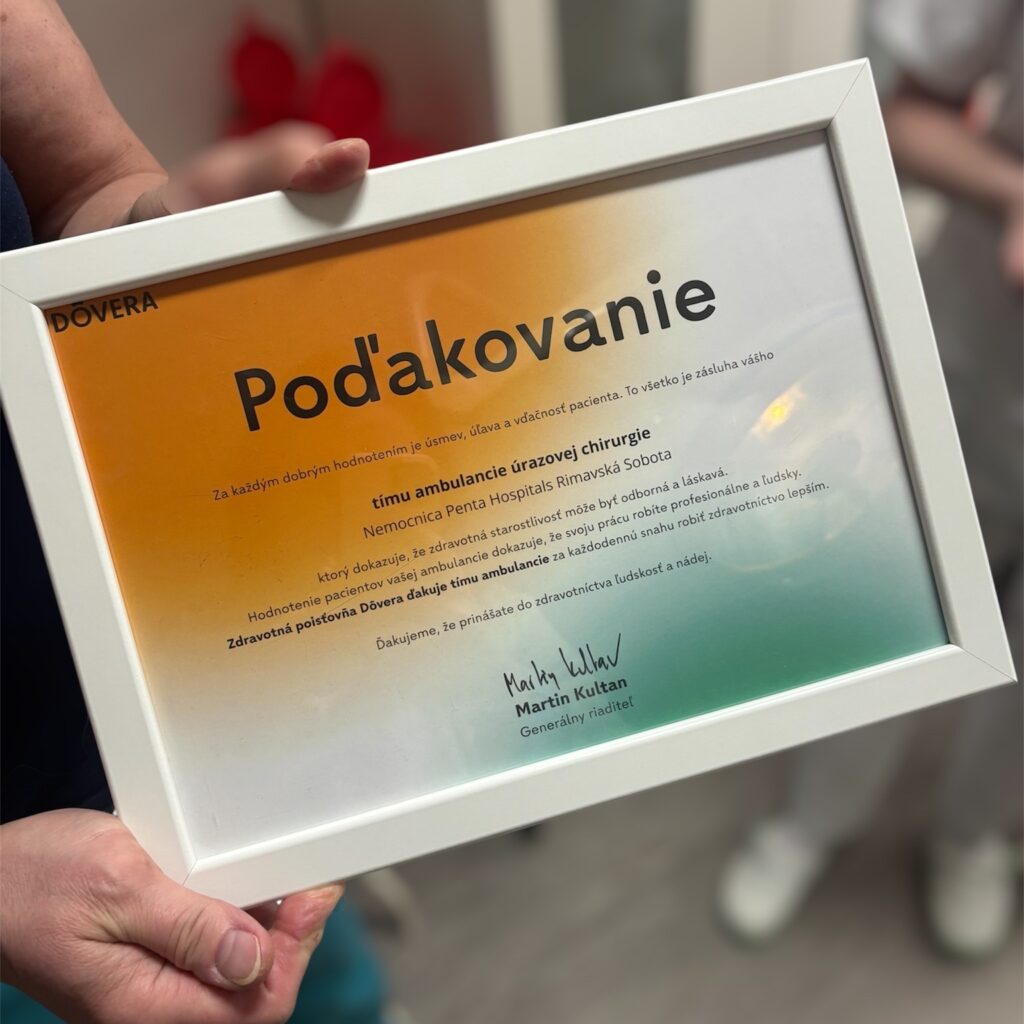 DÔVERA
Poďakovanie
Za každým dobrým hodnotením je úsmev, úľava a vďačnosť pacienta. To všetko je zásluha vášho
tímu ambulancie úrazovej chirurgie
Nemocnica Penta Hospitals Rimavská Sobota
ktorý dokazuje, že zdravotná starostlivosť môže byť odborná a láskavá.
Hodnotenie pacientov vašej ambulancie dokazuje, že svoju prácu robíte profesionálne a ľudsky.
Zdravotná poisťovňa Dôvera ďakuje tímu ambulancie za každodennú snahu robiť zdravotníctvo lepším.
Ďakujeme, že prinášate do zdravotníctva ľudskosť a nádej.
Martin Kultan
Martin Kultan
Generálny riaditeľ